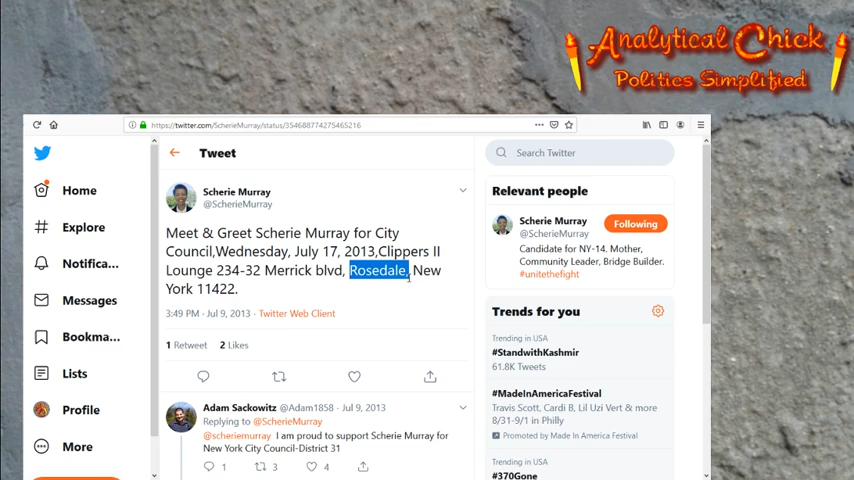 Analytical Chick
Politics Simplified
https://twitter.com/ScherieMurray/status/354688774275465216
Home
Explore
Notifica...
Messages
Bookma...
Lists
Profile
More
Tweet
Scherie Murray
@ScherieMurray
Meet & Greet Scherie Murray for City
Council,Wednesday, July 17, 2013,Clippers II
Lounge 234-32 Merrick blvd, Rosedale, New
York 11422.
3:49 PM · Jul 9, 2013 · Twitter Web Client
1 Retweet 2 Likes
Adam Sackowitz @Adam1858 · Jul 9, 2013
Replying to @ScherieMurray
@scheriemurray I am proud to support Scherie Murray for
New York City Council-District 31
1 3 4
Search Twitter
Relevant people
Scherie Murray
@ScherieMurray
Following
Candidate for NY-14. Mother,
Community Leader, Bridge Builder.
#unitethefight
Trends for you
Trending in USA
#StandwithKashmir
61.8K Tweets
#MadeInAmericaFestival
Travis Scott, Cardi B, Lil Uzi Vert & more
8/31-9/1 in Philly
Promoted by Made In America Festival
Trending in USA
#370Gone